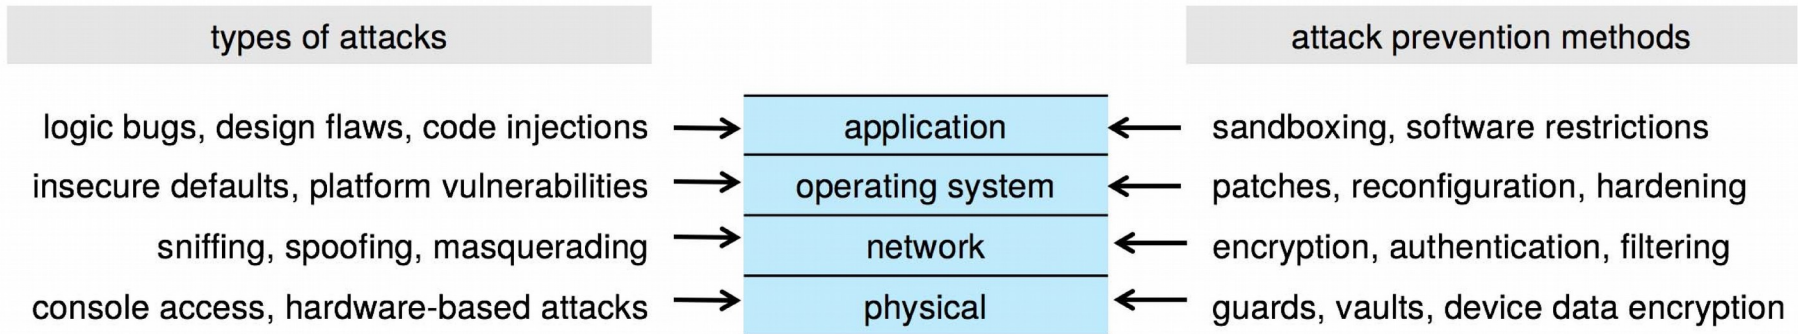 types of attacks attack prevention methods
logic bugs, design flaws, code injections application sandboxing, software restrictions
insecure defaults, platform vulnerabilities operating system patches, reconfiguration, hardening
sniffing, spoofing, masquerading network encryption, authentication, filtering
console access, hardware-based attacks physical guards, vaults, device data encryption